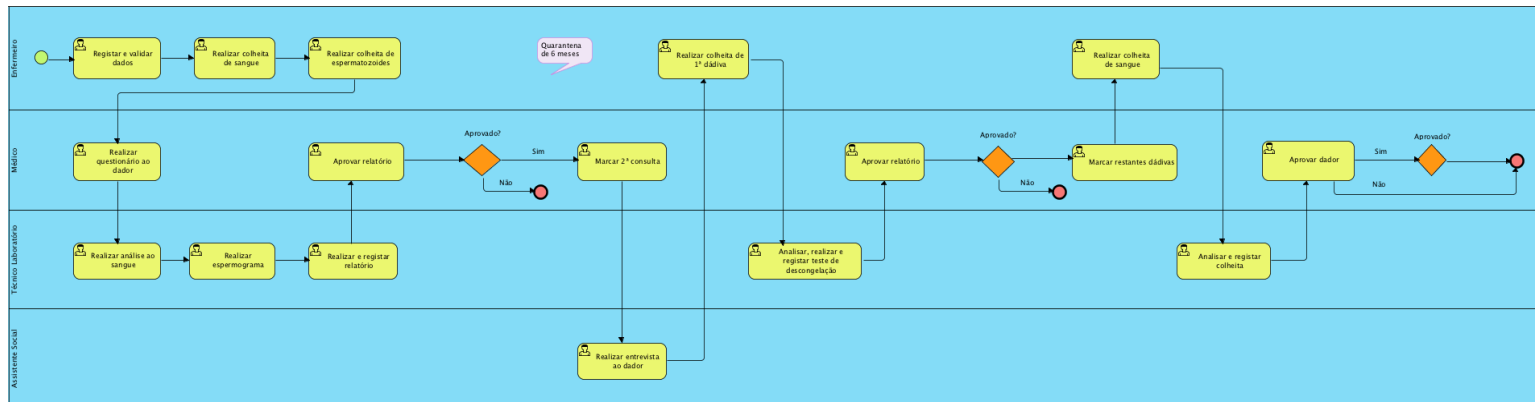 Enfermeiro
Registar e validar
dados
Realizar colheita
de sangue
Realizar colheita de
espermatozoides
Quarantena
de 6 meses
Realizar colheita de
1ª dádiva
Realizar colheita
de sangue
Médico
Realizar
questionário ao
dador
Aprovar relatório
Aprovado?
Sim
Não
Marcar 2ª consulta
Aprovar relatório
Aprovado?
Não
Marcar restantes dádivas
Aprovar dador
Sim
Não
Aprovado?
Técnico Laboratório
Realizar análise ao
sangue
Realizar
espermograma
Realizar e registar
relatório
Analisar, realizar e
registar teste de
descongelação
Analisar e registar
colheita
Assistente Social
Realizar entrevista
ao dador